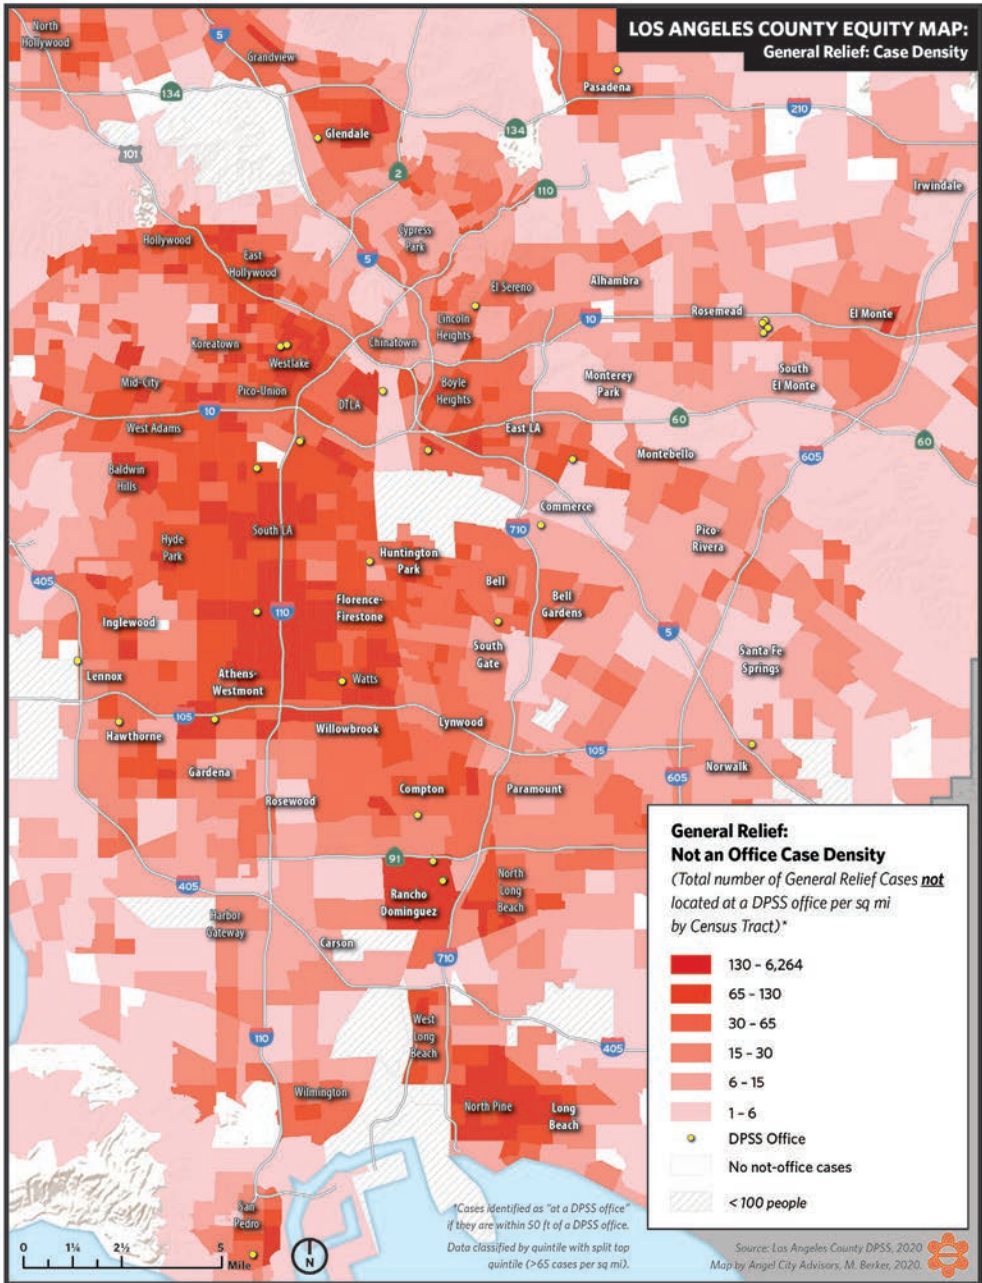 LOS ANGELES COUNTY EQUITY MAP:
General Relief: Case Density
North
Hollywood
5
Grandview
134
Pasadena
210
Glendale
134
101
2
110
Irwindale
Hollywood
Cypress
Park
East
Hollywood
5
El Sereno
Alhambra
Lincoln
Heights
10
Rosemead
El Monte
Koreatown
Chinatown
Westlake
Mid-City
Pico-Union
DTLA
Boyle
Heights
Monterey
Park
South
El Monte
10
60
West Adams
East LA
60
Montebello
605
Baldwin
Hills
Commerce
South LA
710
Pico-
Rivera
Hyde
Park
Huntington
Park
405
Bell
Bell
Gardens
Florence-
Firestone
110
Inglewood
5
South
Gate
Santa Fe
Springs
Lennox
Athens-
Westmont
Watts
105
Hawthorne
Willowbrook
Lynwood
105
Norwalk
605
Gardena
Rosewood
Compton
Paramount
91
405
Rancho
Dominguez
North
Long
Beach
Harbor
Gateway
Carson
710
West
Long
Beach
110
405
Wilmington
North Pine
Long
Beach
San
Pedro
General Relief:
Not an Office Case Density
(Total number of General Relief Cases not
located at a DPSS office per sq mi
by Census Tract)*
130 – 6,264
65 – 130
30 – 65
15 – 30
6 – 15
1 – 6
DPSS Office
No not-office cases
< 100 people
*Cases identified as "at a DPSS office"
if they are within 50 ft of a DPSS office.
Data classified by quintile with split top
quintile (>65 cases per sq mi).
0 1¼ 2½ 5
Mile
N
Source: Los Angeles County DPSS, 2020
Map by Angel City Advisors, M. Berker, 2020.